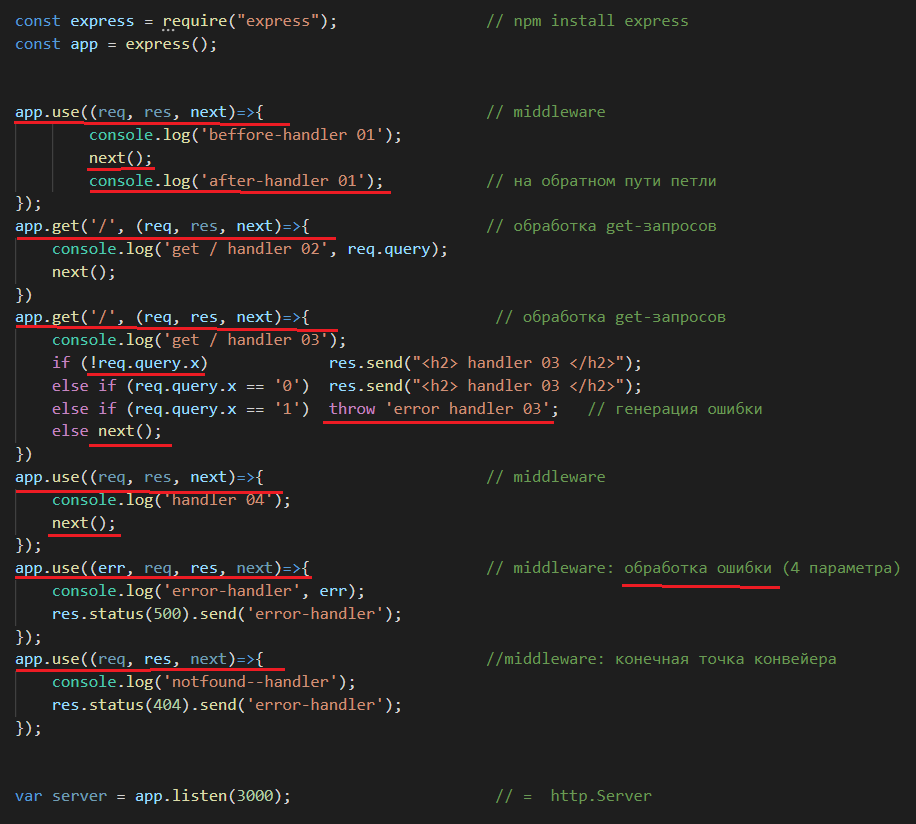 const express = require("express");                // npm install express
const app = express();
app.use((req, res, next)=>{                        // middleware
        console.log('beffore-handler 01');
        next();
        console.log('after-handler 01');           // на обратном пути петли
});
app.get('/', (req, res, next)=>{                   // обработка get-запросов
    console.log('get / handler 02', req.query);
    next();
})
app.get('/', (req, res, next)=>{                    // обработка get-запросов
    console.log('get / handler 03');
    if (!req.query.x)             res.send("<h2> handler 03 </h2>");
    else if (req.query.x == '0')  res.send("<h2> handler 03 </h2>");
    else if (req.query.x == '1')  throw 'error handler 03';   // генерация ошибки
    else next();
})
app.use((req, res, next)=>{                        // middleware
    console.log('handler 04');
    next();
});
app.use((err, req, res, next)=>{                   // middleware: обработка ошибки (4 параметра)
    console.log('error-handler', err);
    res.status(500).send('error-handler');
});
app.use((req, res, next)=>{                        //middleware: конечная точка конвейера
    console.log('notfound--handler');
    res.status(404).send('error-handler');
});
var server = app.listen(3000);                      // =  http.Server